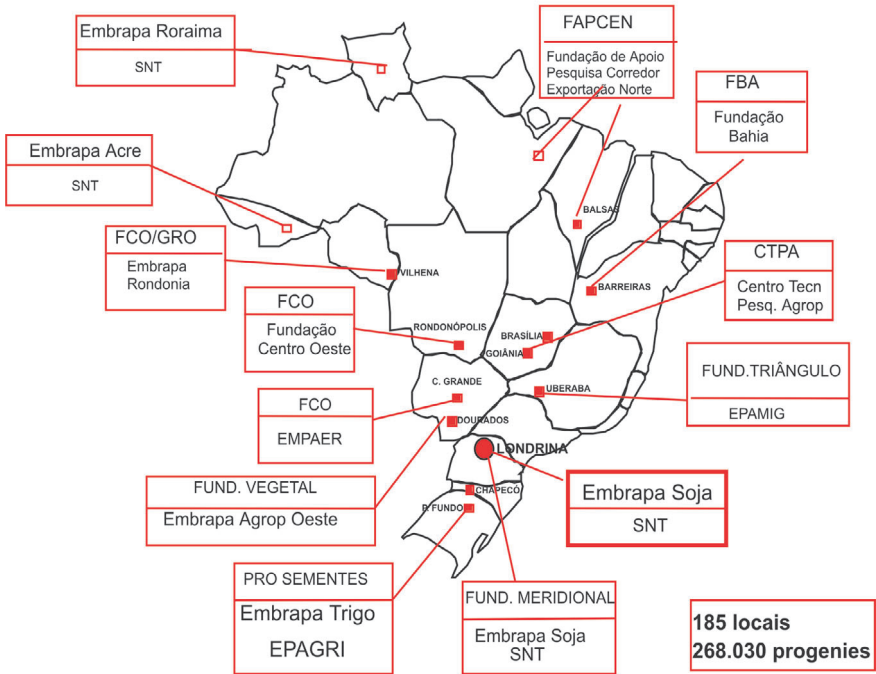 Embrapa Roraima
SNT
FAPCEN
Fundação de Apoio
Pesquisa Corredor
Exportação Norte
FBA
Fundação
Bahia
Embrapa Acre
SNT
BALSAS
FCO/GRO
Embrapa
Rondonia
VILHENA
CTPA
Centro Tecn
Pesq. Agrop
BARREIRAS
FCO
Fundação
Centro Oeste
RONDONÓPOLIS
BRASÍLIA
GOIÂNIA
FUND.TRIÂNGULO
EPAMIG
C. GRANDE
UBERABA
FCO
EMPAER
DOURADOS
LONDRINA
FUND. VEGETAL
Embrapa Agrop Oeste
CHAPECÓ
P. FUNDO
Embrapa Soja
SNT
PRO SEMENTES
Embrapa Trigo
EPAGRI
FUND. MERIDIONAL
Embrapa Soja
SNT
185 locais
268.030 progenies